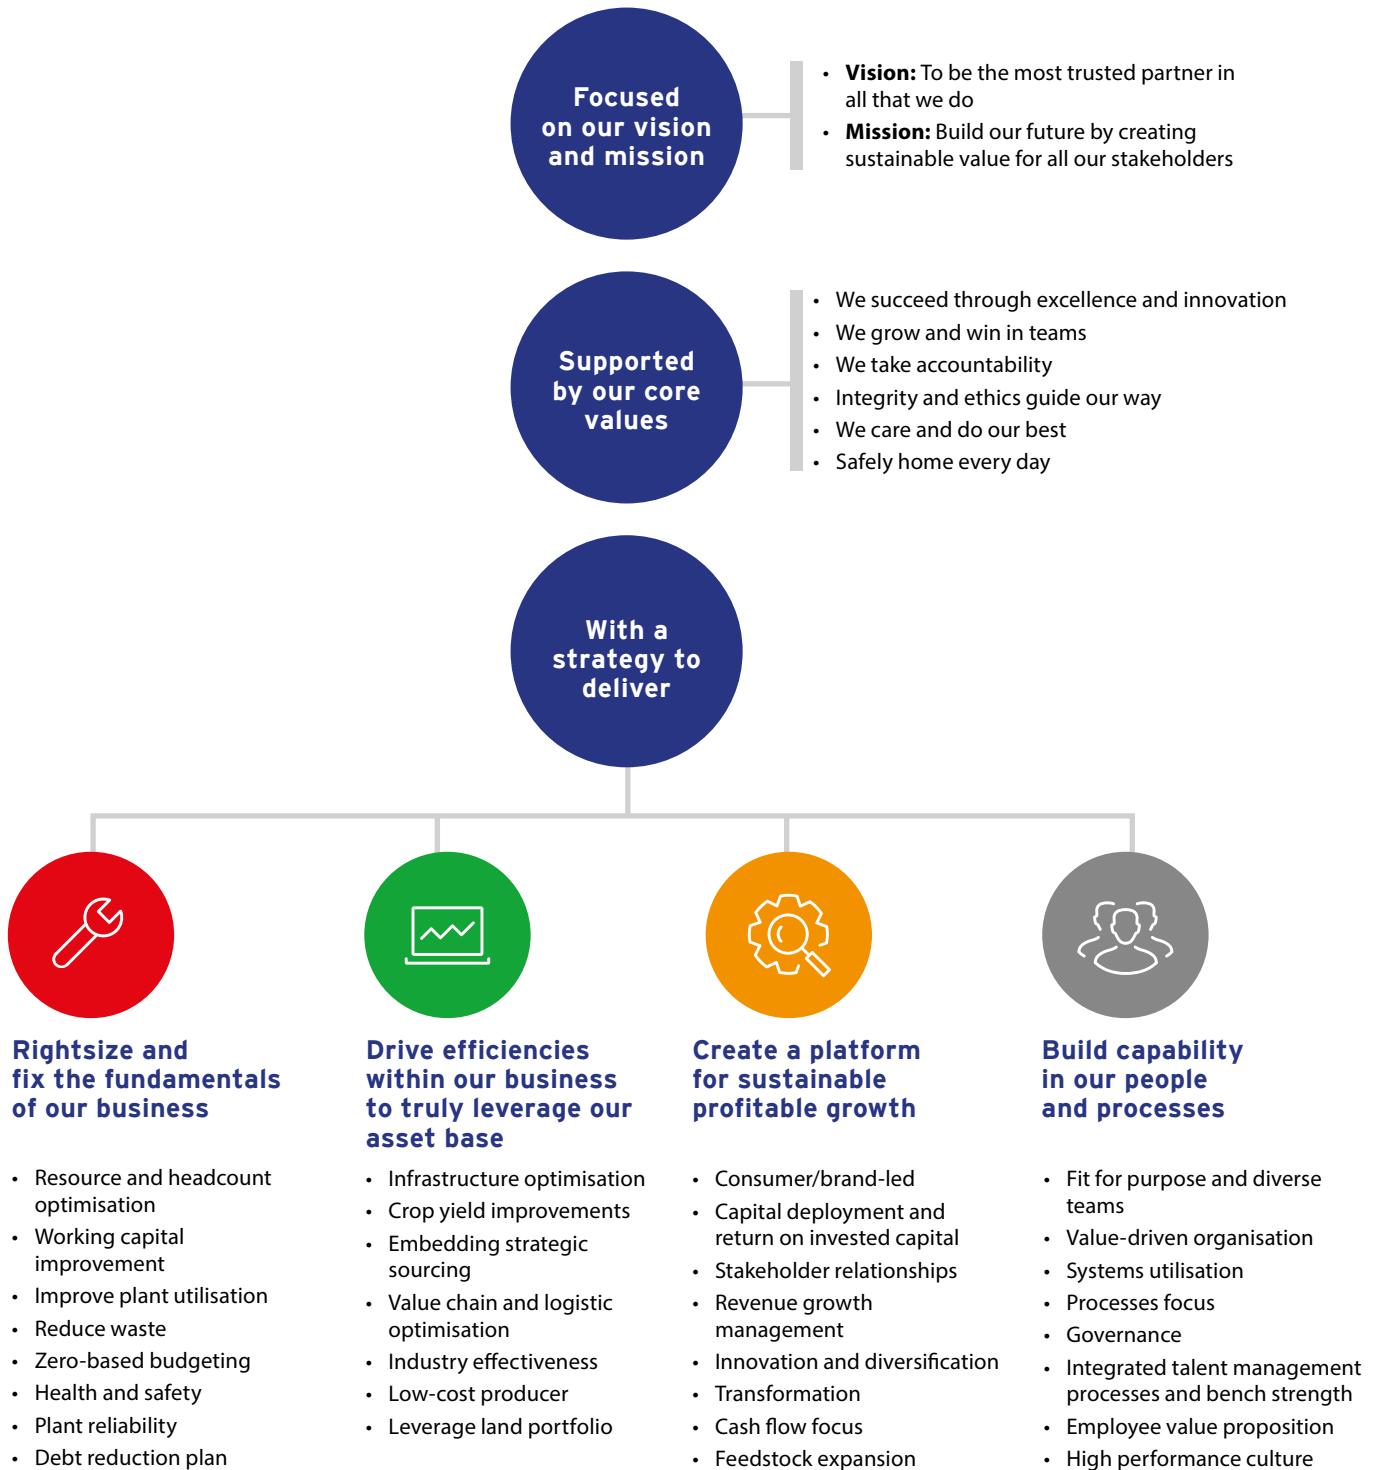 Focused
on our vision
and mission
• Vision: To be the most trusted partner in
all that we do
• Mission: Build our future by creating
sustainable value for all our stakeholders
Supported
by our core
values
• We succeed through excellence and innovation
• We grow and win in teams
• We take accountability
• Integrity and ethics guide our way
• We care and do our best
• Safely home every day
With a
strategy to
deliver
Rightsize and
fix the fundamentals
of our business
• Resource and headcount
optimisation
• Working capital
improvement
• Improve plant utilisation
• Reduce waste
• Zero-based budgeting
• Health and safety
• Plant reliability
• Debt reduction plan
Drive efficiencies
within our business
to truly leverage our
asset base
• Infrastructure optimisation
• Crop yield improvements
• Embedding strategic
sourcing
• Value chain and logistic
optimisation
• Industry effectiveness
• Low-cost producer
• Leverage land portfolio
Create a platform
for sustainable
profitable growth
• Consumer/brand-led
• Capital deployment and
return on invested capital
• Stakeholder relationships
• Revenue growth
management
• Innovation and diversification
• Transformation
• Cash flow focus
• Feedstock expansion
Build capability
in our people
and processes
• Fit for purpose and diverse
teams
• Value-driven organisation
• Systems utilisation
• Processes focus
• Governance
• Integrated talent management
processes and bench strength
• Employee value proposition
• High performance culture